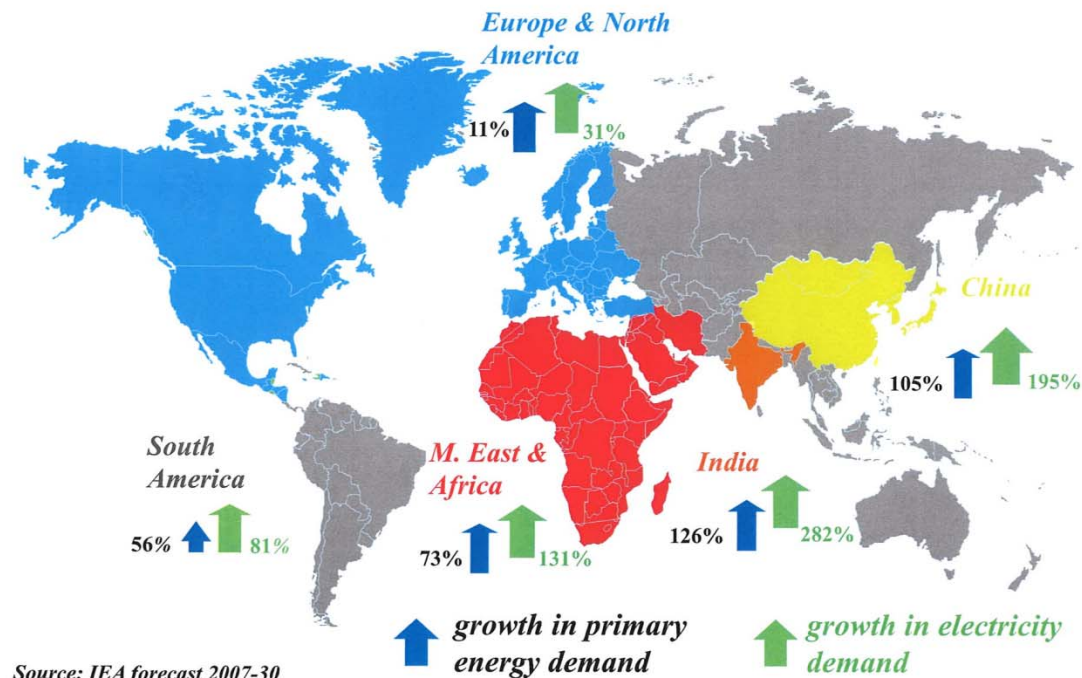 Europe & North
America
11%
31%
China
105%
195%
South
America
56%
81%
M. East &
Africa
73%
131%
India
126%
282%
growth in primary
energy demand
growth in electricity
demand
Source: IEA forecast 2007-30